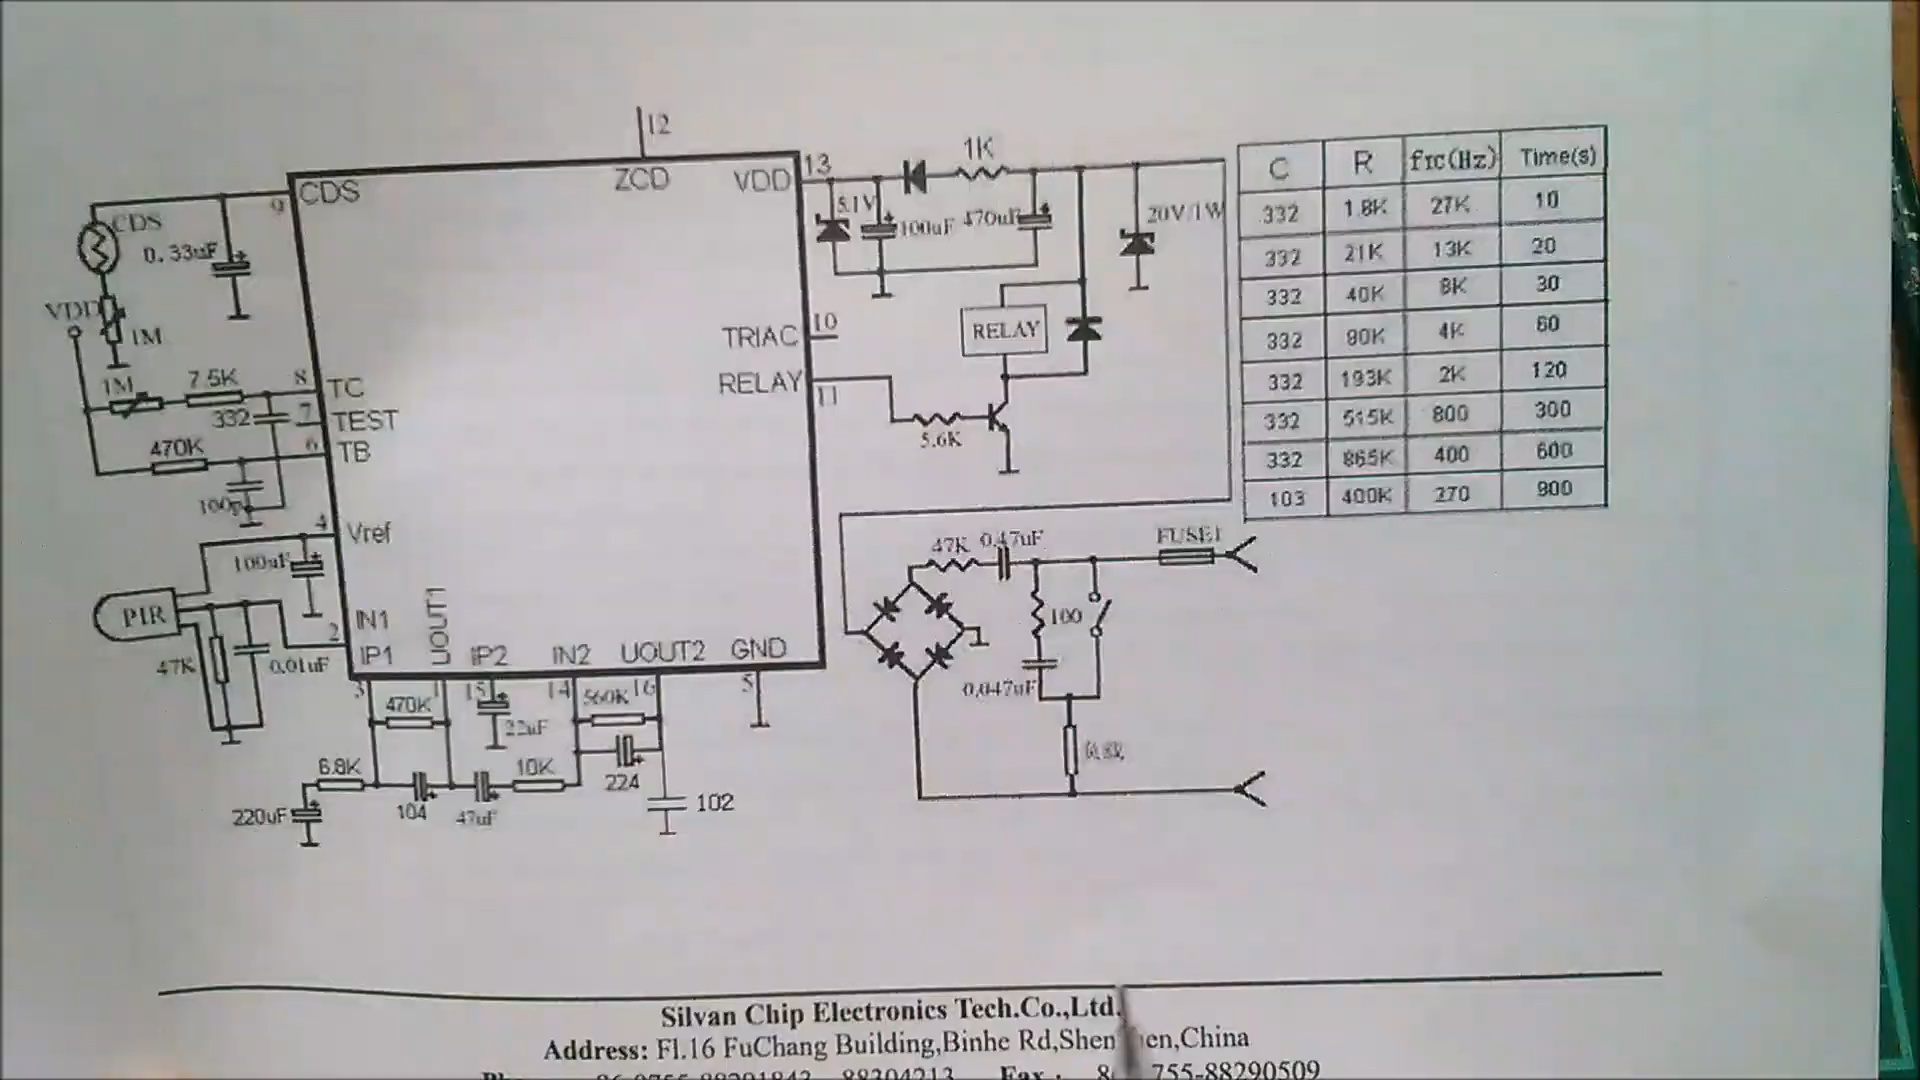 12
ZCD
13
VDD
CDS
9
CDS
0.33uF
VDD
1M
1M
7.5K
8
TC
332
7
TEST
470K
6
TB
100p
4
Vref
100uF
PIR
47K
0.01uF
IN1
2
IP1
UOUT1
IP2
IN2
UOUT2
GND
3
1
15
14
16
5
470K
22uF
560K
6.8K
10K
224
220uF
104
47uF
102
5.1V
100uF
1K
470uF
20V/1W
TRIAC
10
RELAY
11
RELAY
5.6K
47K
0.47uF
FUSE1
100
0.047uF
C R frc(Hz) Time(s)
332 1.8K 27K 10
332 21K 13K 20
332 40K 8K 30
332 90K 4K 60
332 193K 2K 120
332 515K 800 300
332 865K 400 600
103 400K 270 900
Silvan Chip Electronics Tech.Co.,Ltd.
Address: Fl.16 FuChang Building,Binhe Rd,Shen en,China
Fax : 755-88290509